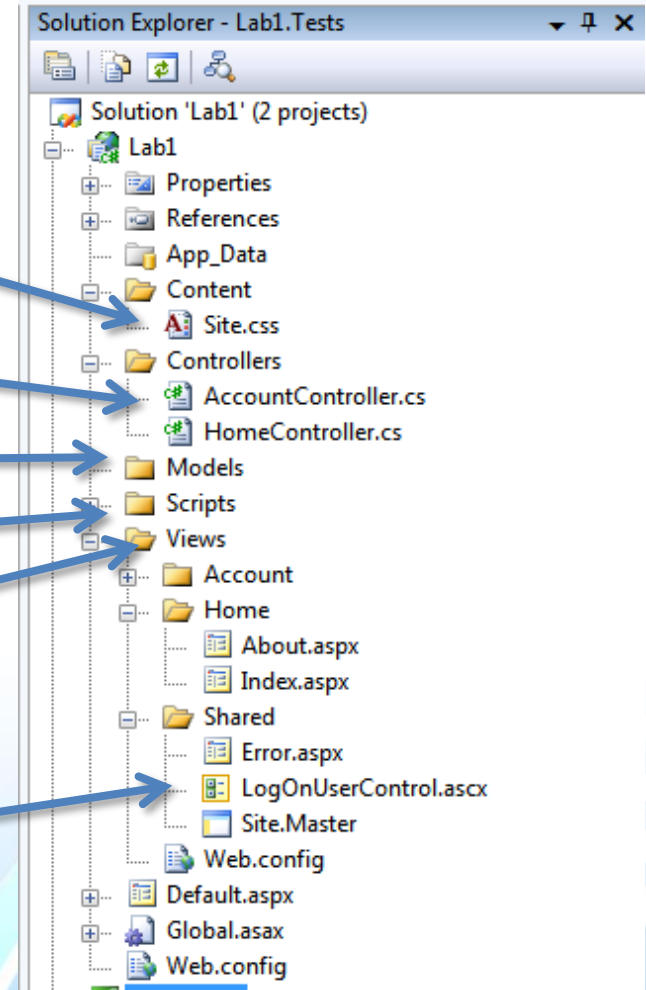 Solution Explorer - Lab1.Tests
Solution 'Lab1' (2 projects)
Lab1
Properties
References
App_Data
Content
Site.css
Controllers
AccountController.cs
HomeController.cs
Models
Scripts
Views
Account
Home
About.aspx
Index.aspx
Shared
Error.aspx
LogOnUserControl.ascx
Site.Master
Web.config
Default.aspx
Global.asax
Web.config